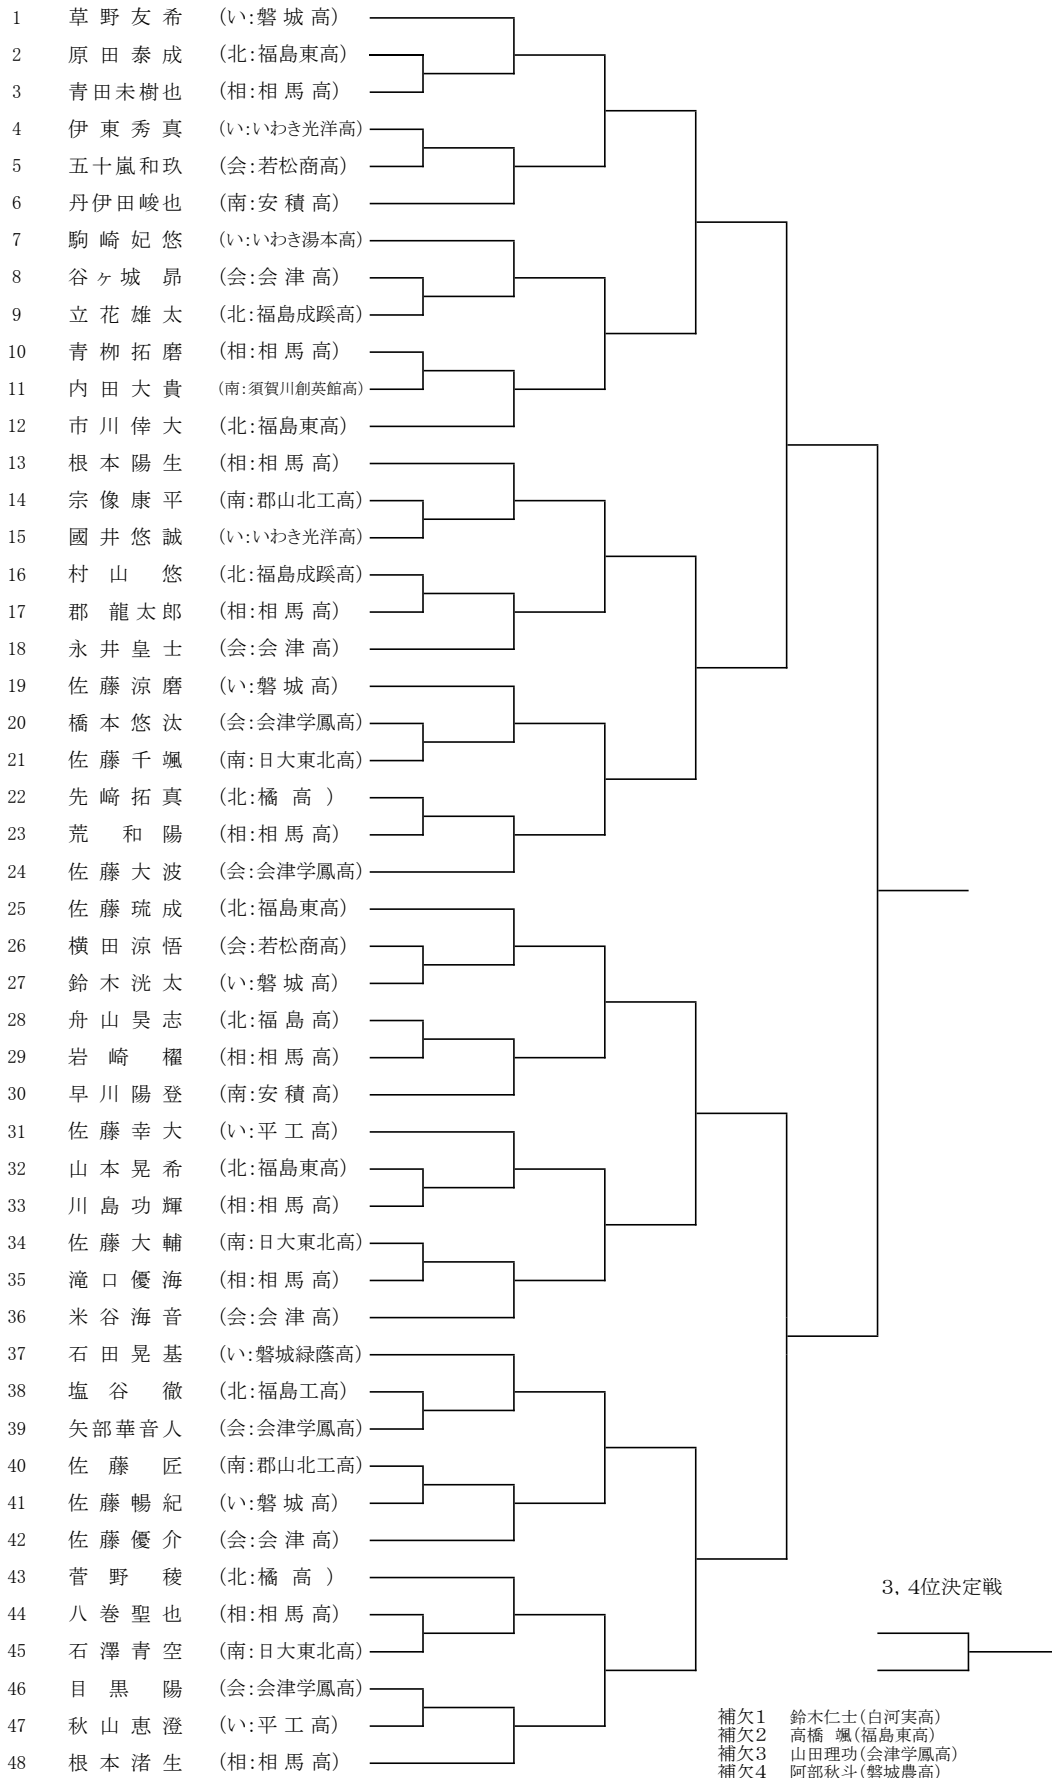 1 草野友希 (い:磐城高)
2 原田泰成 (北:福島東高)
3 青田未樹也 (相:相馬高)
4 伊東秀真 (い:いわき光洋高)
5 五十嵐和玖 (会:若松商高)
6 丹伊田峻也 (南:安積高)
7 駒崎妃悠 (い:いわき湯本高)
8 谷ヶ城昴 (会:会津高)
9 立花雄太 (北:福島成蹊高)
10 青栁拓磨 (相:相馬高)
11 内田大貴 (南:須賀川創英館高)
12 市川倖大 (北:福島東高)
13 根本陽生 (相:相馬高)
14 宗像康平 (南:郡山北工高)
15 國井悠誠 (い:いわき光洋高)
16 村山悠 (北:福島成蹊高)
17 郡龍太郎 (相:相馬高)
18 永井皇士 (会:会津高)
19 佐藤涼磨 (い:磐城高)
20 橋本悠汰 (会:会津学鳳高)
21 佐藤千颯 (南:日大東北高)
22 先﨑拓真 (北:橘高)
23 荒和陽 (相:相馬高)
24 佐藤大波 (会:会津学鳳高)
25 佐藤琉成 (北:福島東高)
26 横田涼悟 (会:若松商高)
27 鈴木洸太 (い:磐城高)
28 舟山昊志 (北:福島高)
29 岩崎櫂 (相:相馬高)
30 早川陽登 (南:安積高)
31 佐藤幸大 (い:平工高)
32 山本晃希 (北:福島東高)
33 川島功輝 (相:相馬高)
34 佐藤大輔 (南:日大東北高)
35 滝口優海 (相:相馬高)
36 米谷海音 (会:会津高)
37 石田晃基 (い:磐城緑蔭高)
38 塩谷徹 (北:福島工高)
39 矢部華音人 (会:会津学鳳高)
40 佐藤匠 (南:郡山北工高)
41 佐藤暢紀 (い:磐城高)
42 佐藤優介 (会:会津高)
43 菅野稜 (北:橘高)
44 八巻聖也 (相:相馬高)
45 石澤青空 (南:日大東北高)
46 目黒陽 (会:会津学鳳高)
47 秋山恵澄 (い:平工高)
48 根本渚生 (相:相馬高)
3, 4位決定戦
補欠1 鈴木仁士(白河実高)
補欠2 高橋 颯(福島東高)
補欠3 山田理功(会津学鳳高)
補欠4 阿部秋斗(磐城農高)